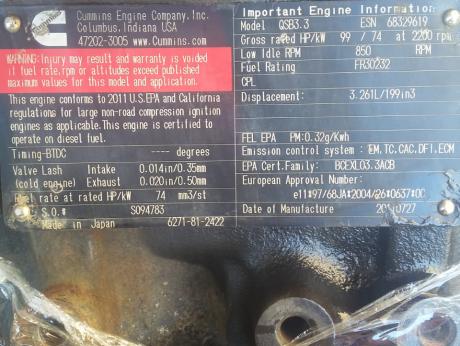 Cummins Engine Company, Inc.
Columbus, Indiana USA
47202-3005 www.Cummins.com
WARNING: Injury may result and warranty is voided
if fuel rate,rpm or altitudes exceed published
maximum values for this model and application.
This engine conforms to 2011 U.S.EPA and California
regulations for large non-road compression ignition
engines as applicable.This engine is certified to
operate on diesel fuel.
Timing-BTDC ---- degrees
Valve Lash Intake 0.014in/0.35mm
(cold engine) Exhaust 0.020in/0.50mm
Fuel rate at rated HP/kW 74 mm3/st
S.O.# S094783
Made in Japan 6271-81-2422
Important Engine Information
Model QSB3.3 ESN 68329619
Gross rated HP/kW 99 / 74 at 2200 rpm
Low Idle RPM 850 RPM
Fuel Rating FR30232
CPL
Displacement: 3.261L/199in3
FEL EPA PM:0.32g/Kwh
Emission control system : EM,TC,CAC,DFI,ECM
EPA Cert.Family: BCEXL03.3ACB
European Approval Number:
e11*97/68JA*2004/26*0637*00
Date of Manufacture